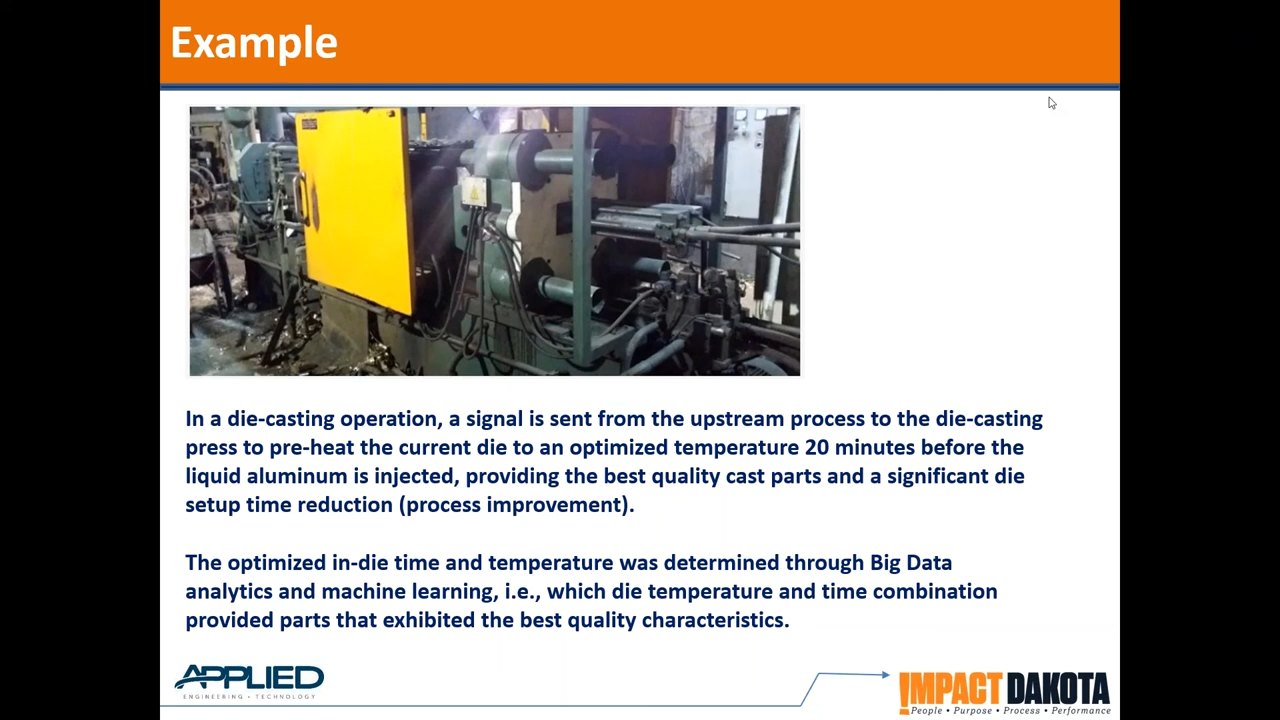 Example
In a die-casting operation, a signal is sent from the upstream process to the die-casting
press to pre-heat the current die to an optimized temperature 20 minutes before the
liquid aluminum is injected, providing the best quality cast parts and a significant die
setup time reduction (process improvement).
The optimized in-die time and temperature was determined through Big Data
analytics and machine learning, i.e., which die temperature and time combination
provided parts that exhibited the best quality characteristics.
APPLIED
ENGINEERING • TECHNOLOGY
IMPACT DAKOTA
People • Purpose • Process • Performance